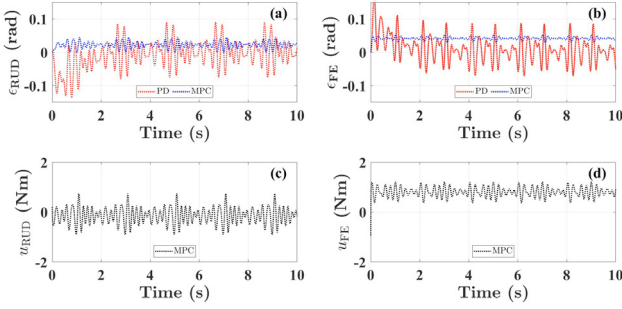 (a)
0.1
0
-0.1
ϵRUD (rad)
PD MPC
0 2 4 6 8 10
Time (s)
(b)
0.1
0
-0.1
ϵFE (rad)
PD MPC
0 2 4 6 8 10
Time (s)
(c)
2
0
-2
uRUD (Nm)
MPC
0 2 4 6 8 10
Time (s)
(d)
2
0
-2
uFE (Nm)
MPC
0 2 4 6 8 10
Time (s)